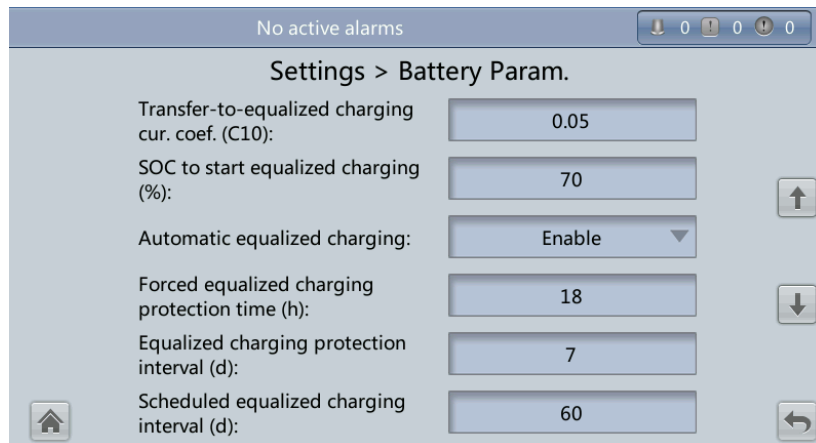 No active alarms
0 0 0
Settings > Battery Param.
Transfer-to-equalized charging
cur. coef. (C10):
0.05
SOC to start equalized charging
(%):
70
Automatic equalized charging:
Enable
Forced equalized charging
protection time (h):
18
Equalized charging protection
interval (d):
7
Scheduled equalized charging
interval (d):
60